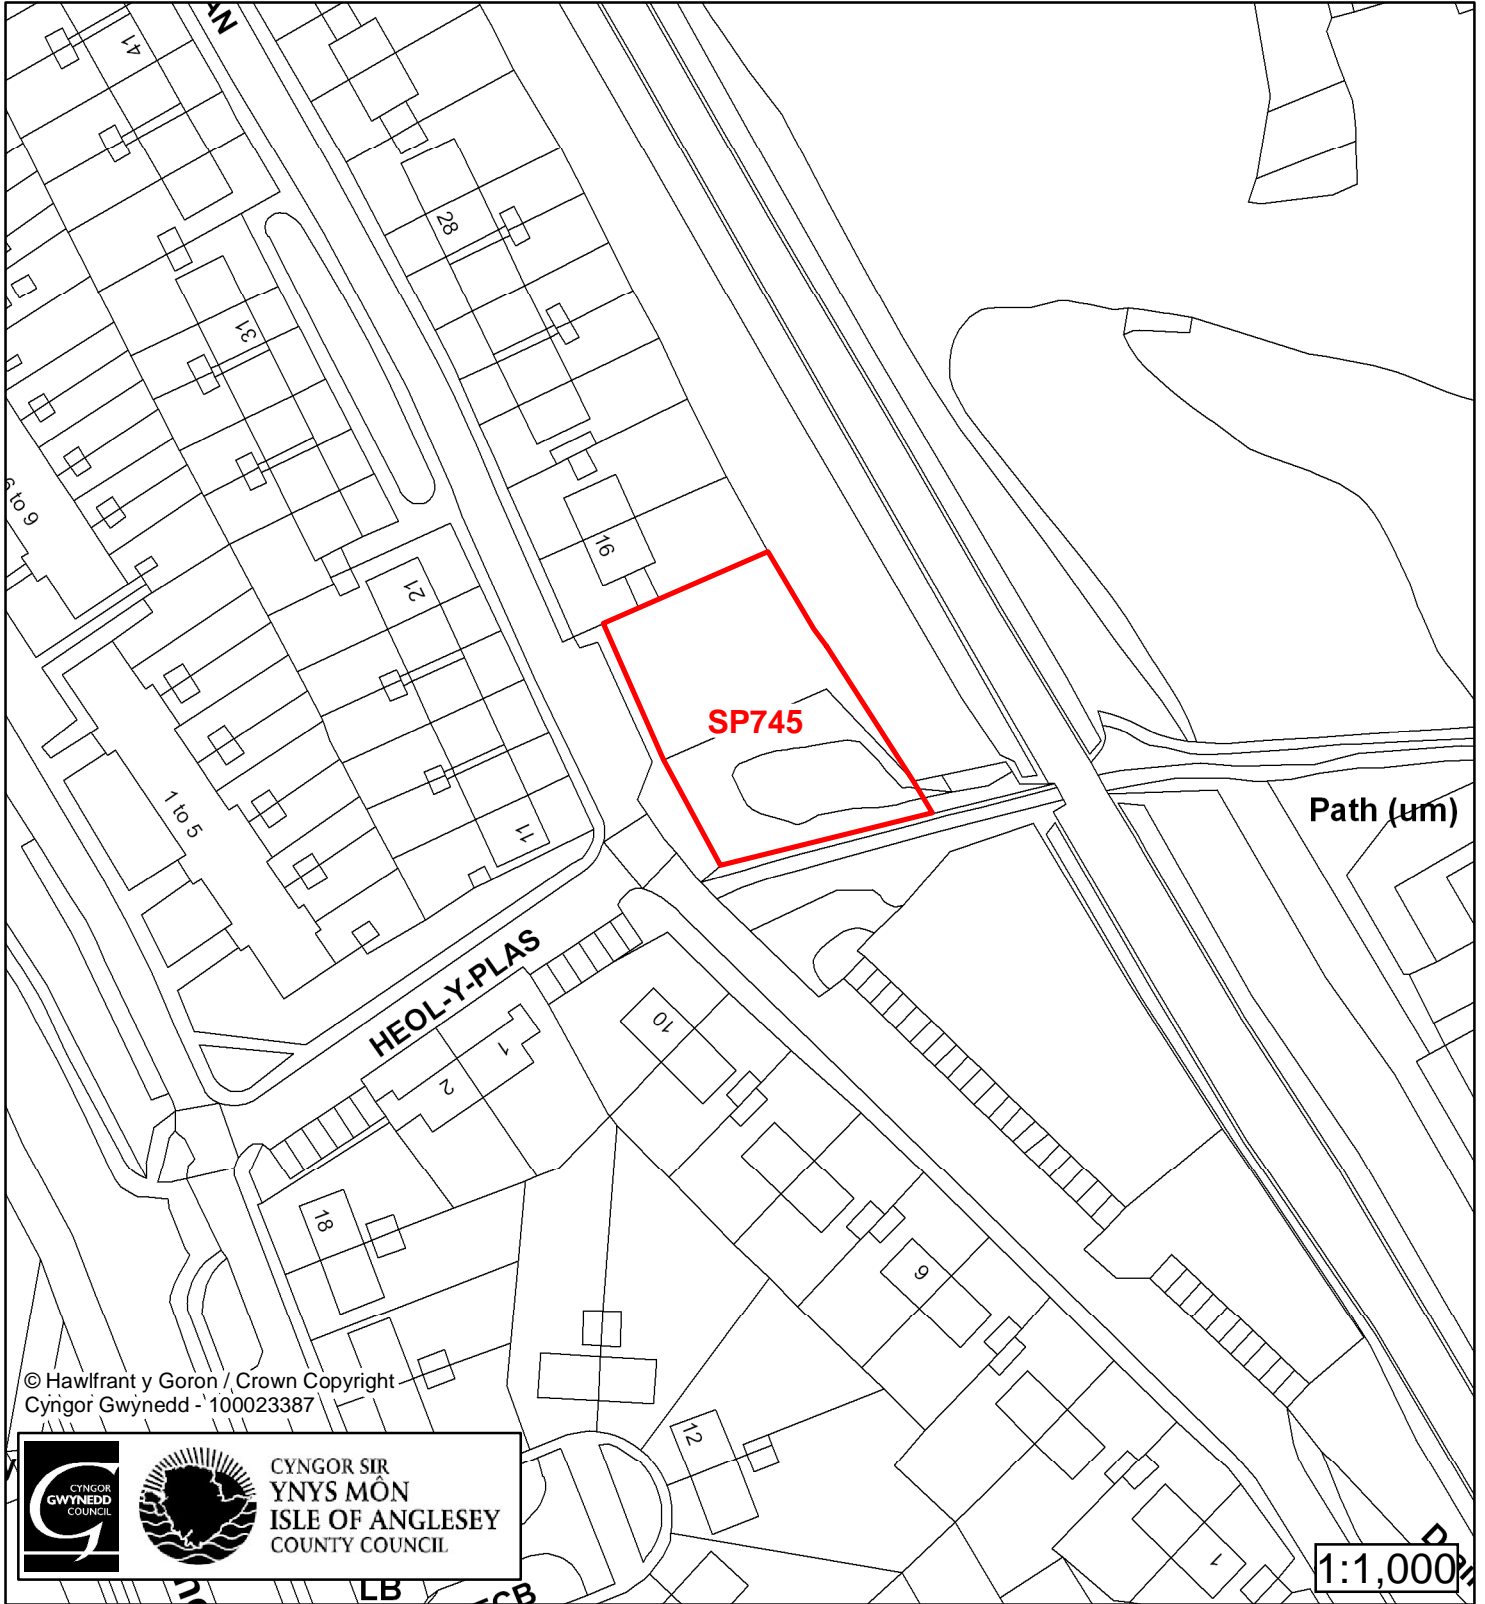 41
28
31
6 to 9
16
21
SP745
1 to 5
11
Path (um)
HEOL-Y-PLAS
10
1
2
18
9
12
1
© Hawlfrant y Goron / Crown Copyright
Cyngor Gwynedd - 100023387
CYNGOR
GWYNEDD
COUNCIL
CYNGOR SIR
YNYS MÔN
ISLE OF ANGLESEY
COUNTY COUNCIL
1:1,000
LB